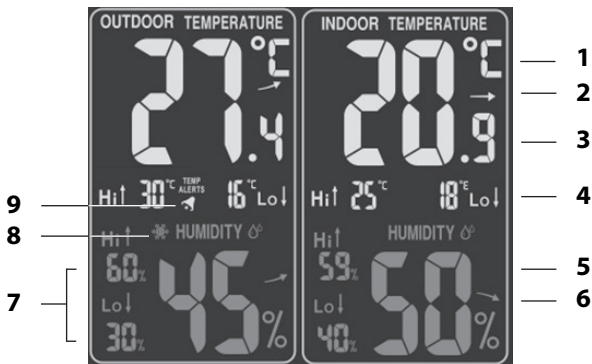 OUTDOOR TEMPERATURE
27.4 °C
Hi↑ 30°C TEMP ALERTS 16°C Lo↓
HUMIDITY
Hi↑
60%
45%
Lo↓
30%
INDOOR TEMPERATURE
20.9 °C
Hi↑ 25°C 18°E Lo↓
HUMIDITY
Hi↑
59%
50%
Lo↓
40%
1
2
3
4
5
6
7
8
9